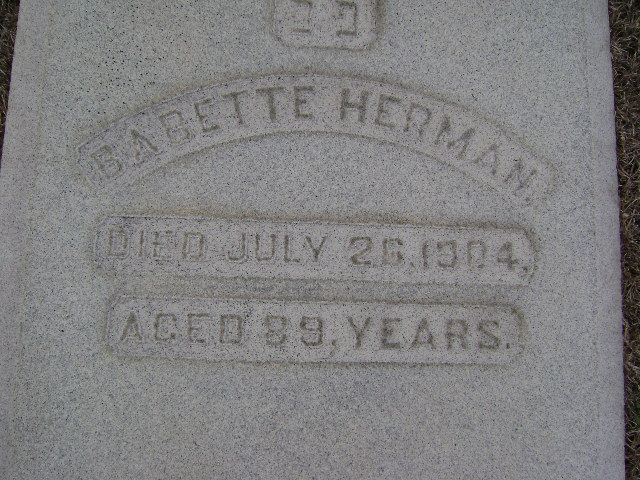 פ נ
BABETTE HERMAN.
DIED JULY 26,1904,
AGED 89,YEARS.